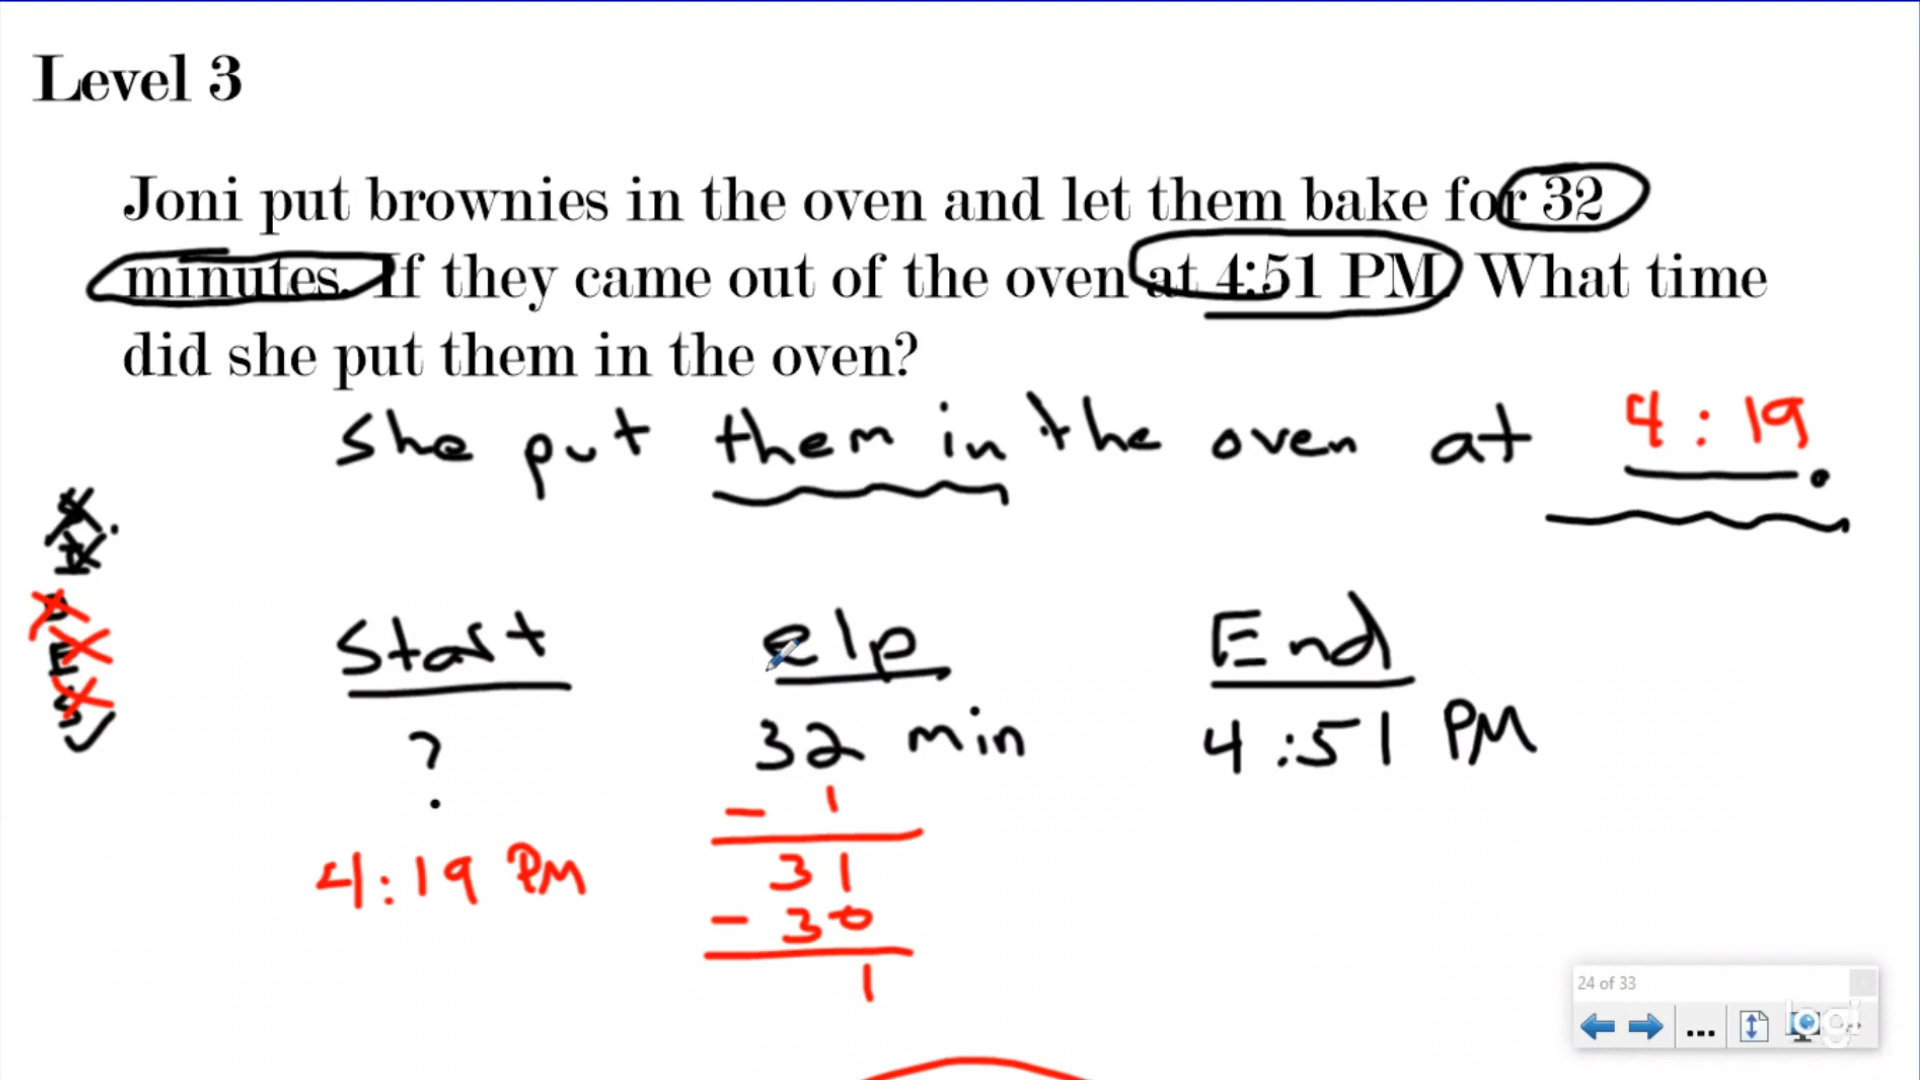 Level 3
Joni put brownies in the oven and let them bake for 32
minutes. If they came out of the oven at 4:51 PM. What time
did she put them in the oven?
She put them in the oven at 4:19.
Start elp End
? 32 min 4:51 PM
- 1
4:19 PM 31
- 30
1
24 of 33
logi